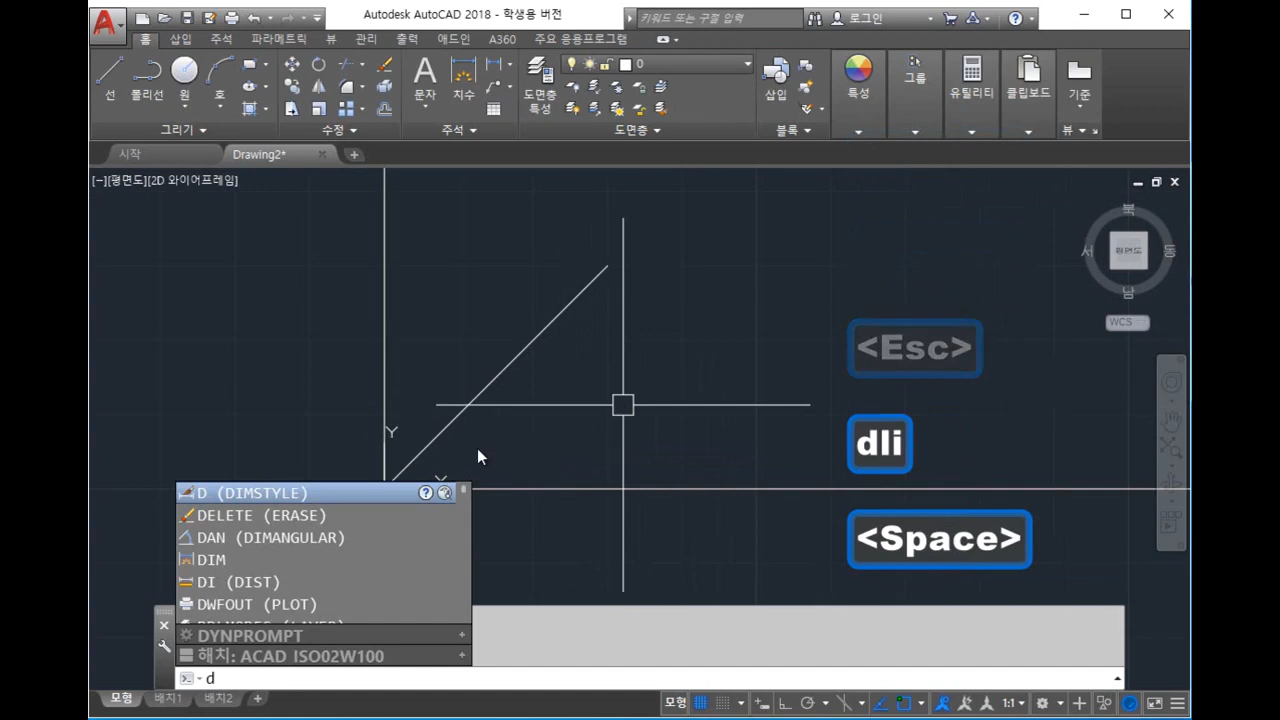 Autodesk AutoCAD 2018 - 학생용 버전
키워드 또는 구절 입력
로그인
홈 삽입 주석 파라메트릭 뷰 관리 출력 애드인 A360 주요 응용프로그램
선 폴리선 원 호
문자 치수
도면층 특성
0
삽입
특성 그룹 유틸리티 클립보드 기준
그리기 수정 주석 도면층 블록 뷰
시작 Drawing2*
[−][평면도][2D 와이어프레임]
북
서 평면도 동
남
WCS
<Esc>
dli
<Space>
Y
X
D (DIMSTYLE)
DELETE (ERASE)
DAN (DIMANGULAR)
DIM
DI (DIST)
DWFOUT (PLOT)
DYNPROMPT
해치: ACAD_ISO02W100
d
모형 배치1 배치2
모형 1:1